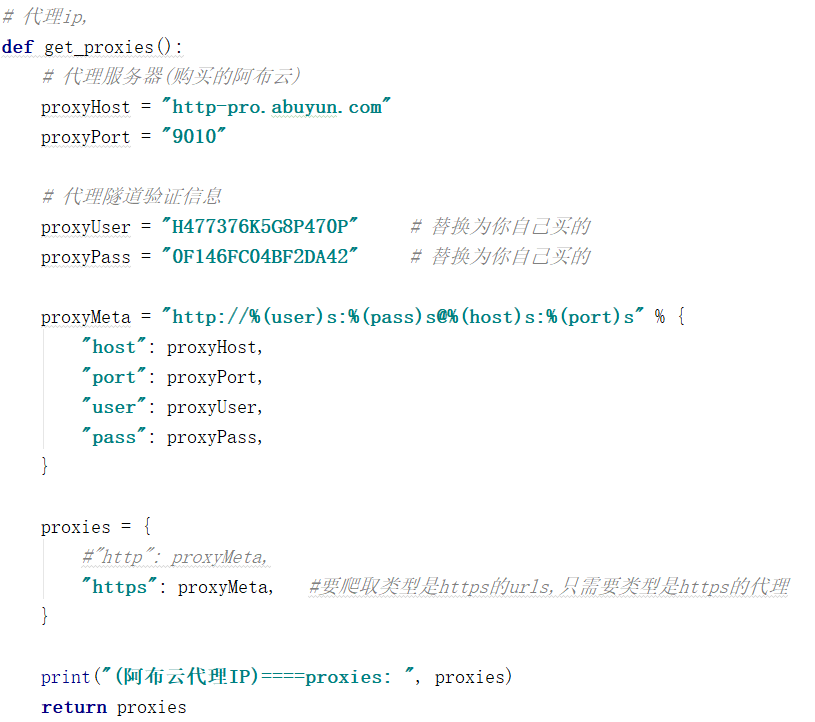 # 代理ip,
def get_proxies():
    # 代理服务器(购买的阿布云)
    proxyHost = "http-pro.abuyun.com"
    proxyPort = "9010"

    # 代理隧道验证信息
    proxyUser = "H477376K5G8P470P"     # 替换为你自己买的
    proxyPass = "0F146FC04BF2DA42"     # 替换为你自己买的

    proxyMeta = "http://%(user)s:%(pass)s@%(host)s:%(port)s" % {
        "host": proxyHost,
        "port": proxyPort,
        "user": proxyUser,
        "pass": proxyPass,
    }

    proxies = {
        #"http": proxyMeta,
        "https": proxyMeta,   #要爬取类型是https的urls,只需要类型是https的代理
    }

    print("(阿布云代理IP)====proxies: ", proxies)
    return proxies